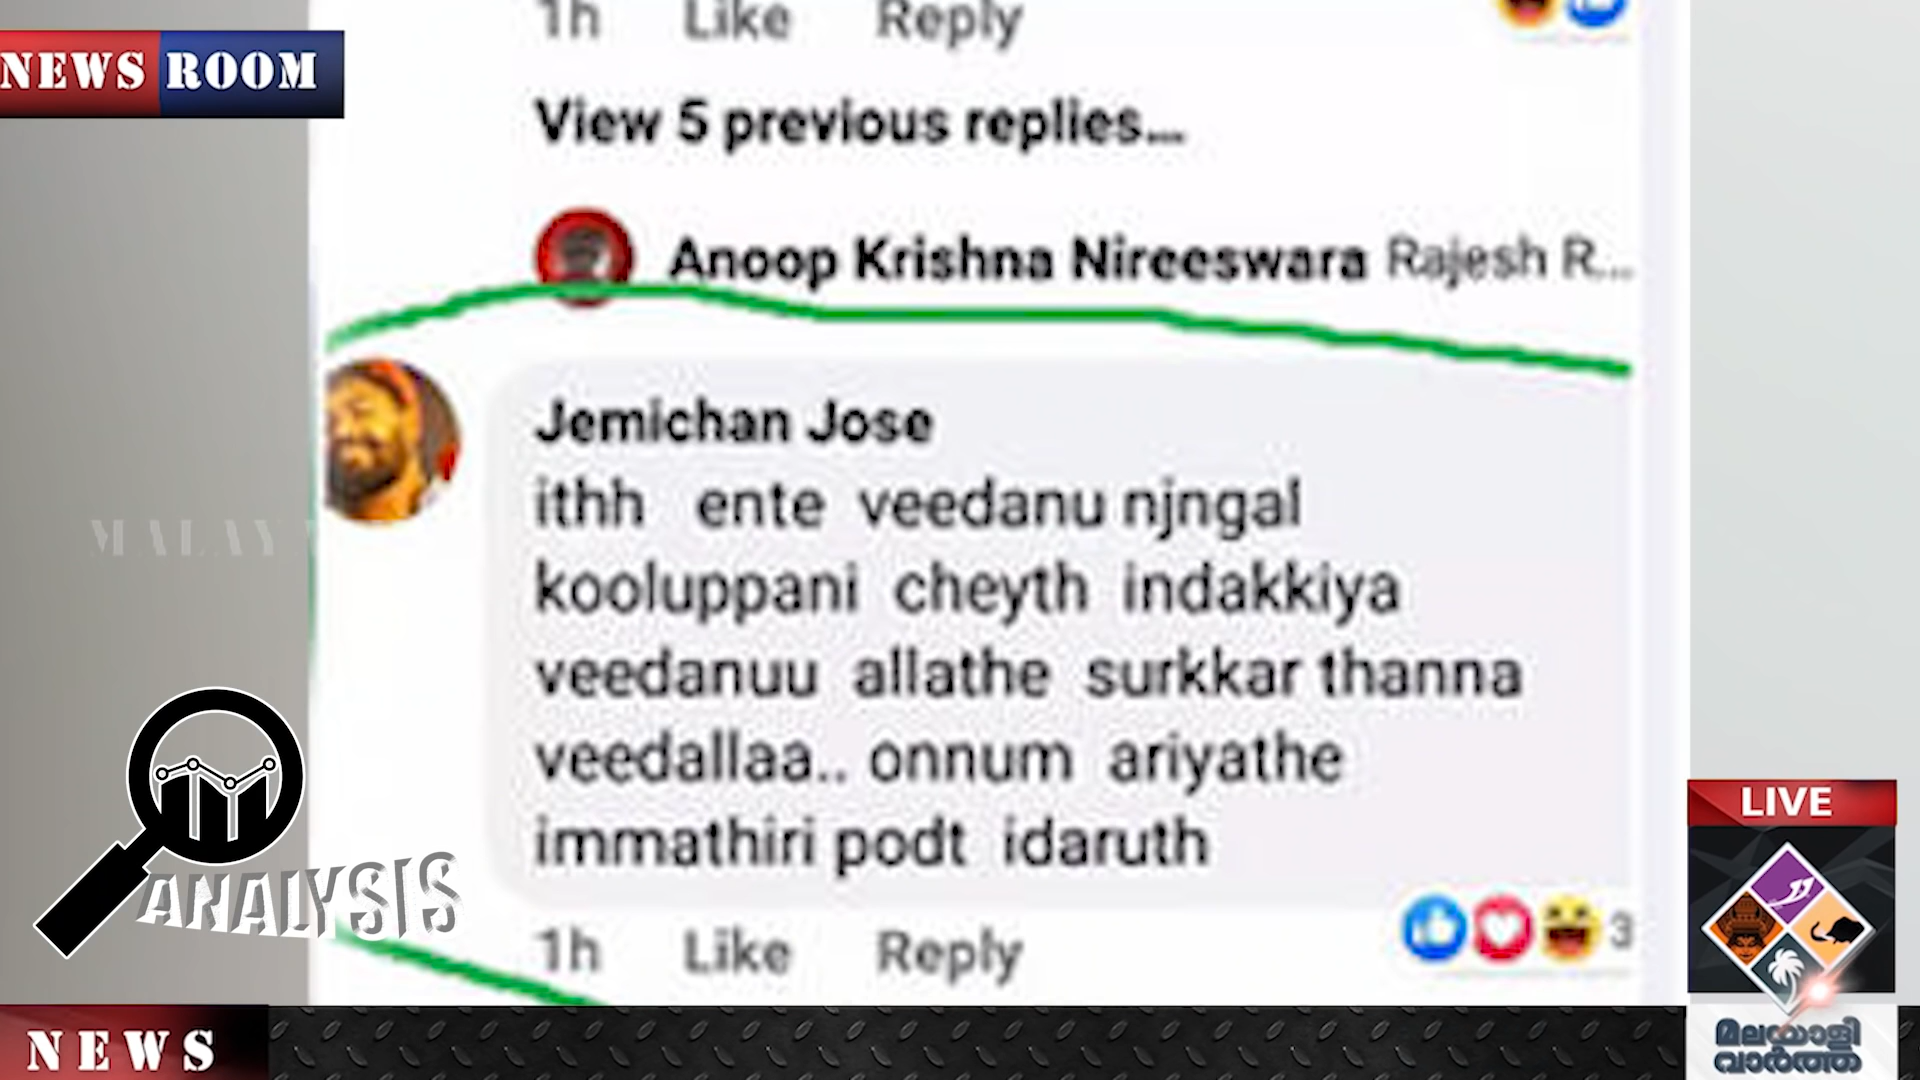 1h Like Reply
NEWS ROOM
View 5 previous replies...
Anoop Krishna Nireeswara Rajesh R...
Jemichan Jose
ithh ente veedanu njngal
kooluppani cheyth indakkiya
veedanuu allathe surkkar thanna
veedallaa.. onnum ariyathe
immathiri podt idaruth
1h Like Reply
3
MALAY
ANALYSIS
LIVE
മലയാളി
വാർത്ത
NEWS